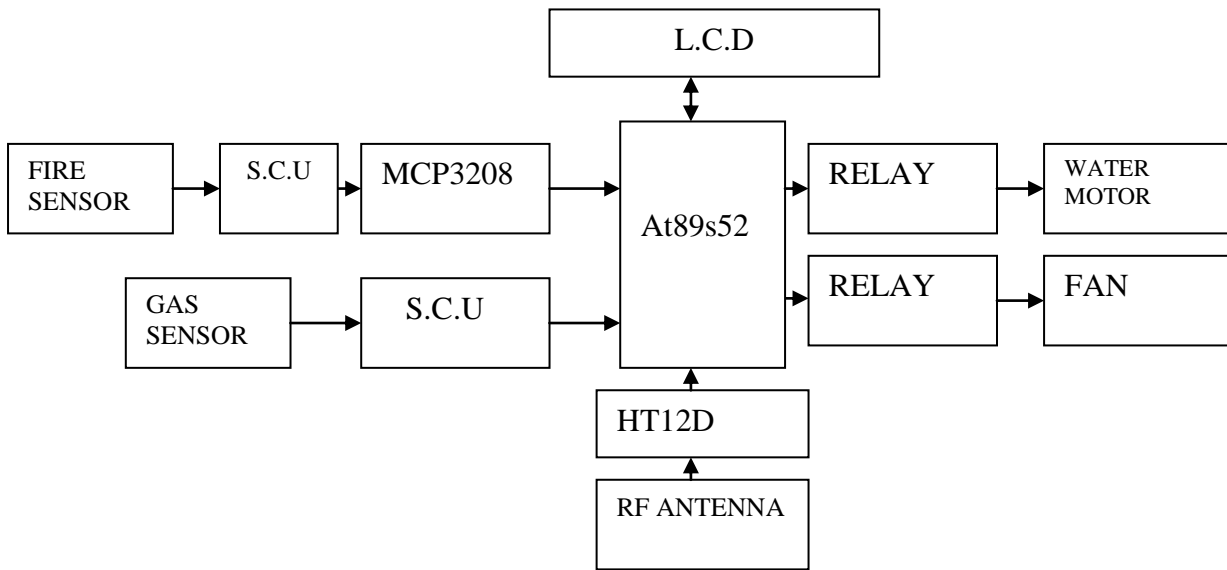 L.C.D
FIRE
SENSOR
S.C.U
MCP3208
At89s52
RELAY
WATER
MOTOR
GAS
SENSOR
S.C.U
RELAY
FAN
HT12D
RF ANTENNA